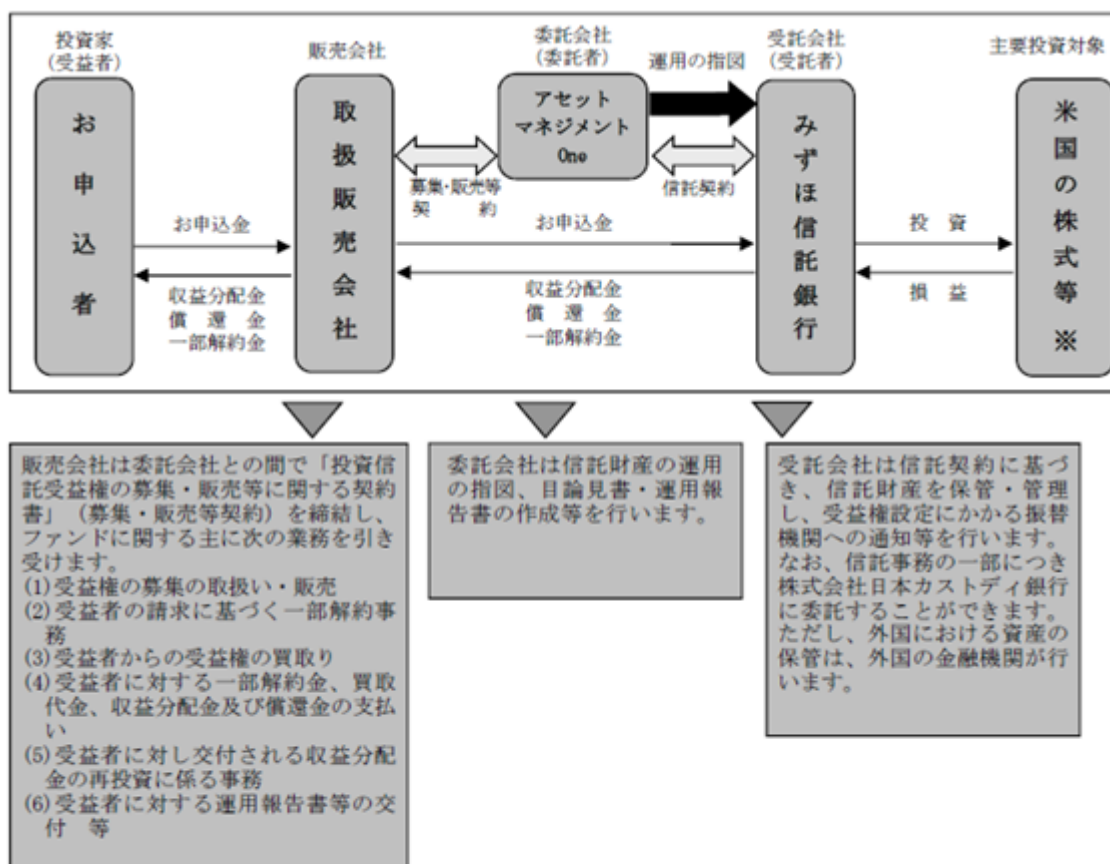 投資家
(受益者)
販売会社
委託会社
(委託者)
運用の指図
受託会社
(受託者)
主要投資対象
お申込者
取扱販売会社
アセット
マネジメント
One
みずほ信託銀行
米国の株式等 ※
募集・販売等
契 約
信託契約
お申込金
お申込金
投 資
収益分配金
償 還 金
一部解約金
収益分配金
償 還 金
一部解約金
損 益
販売会社は委託会社との間で「投資信
託受益権の募集・販売等に関する契約
書」（募集・販売等契約）を締結し、
ファンドに関する主に次の業務を引き
受けます。
(1)受益権の募集の取扱い・販売
(2)受益者の請求に基づく一部解約事
務
(3)受益者からの受益権の買取り
(4)受益者に対する一部解約金、買取
代金、収益分配金及び償還金の支払
い
(5)受益者に対し交付される収益分配
金の再投資に係る事務
(6)受益者に対する運用報告書等の交
付 等
委託会社は信託財産の運用
の指図、目論見書・運用報
告書の作成等を行います。
受託会社は信託契約に基づ
き、信託財産を保管・管理
し、受益権設定にかかる振替
機関への通知等を行います。
なお、信託事務の一部につき
株式会社日本カストディ銀行
に委託することができます。
ただし、外国における資産の
保管は、外国の金融機関が行
います。